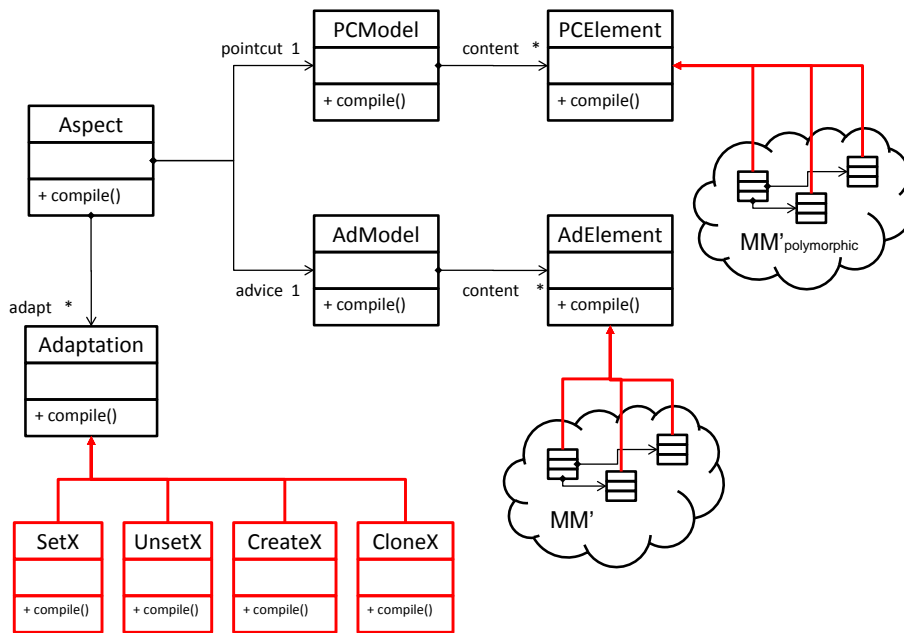 PCModel
PCElement
pointcut 1
content *
+ compile()
+ compile()
Aspect
+ compile()
MM' polymorphic
AdModel
AdElement
advice 1
content *
+ compile()
+ compile()
adapt *
Adaptation
+ compile()
MM'
SetX
UnsetX
CreateX
CloneX
+ compile()
+ compile()
+ compile()
+ compile()